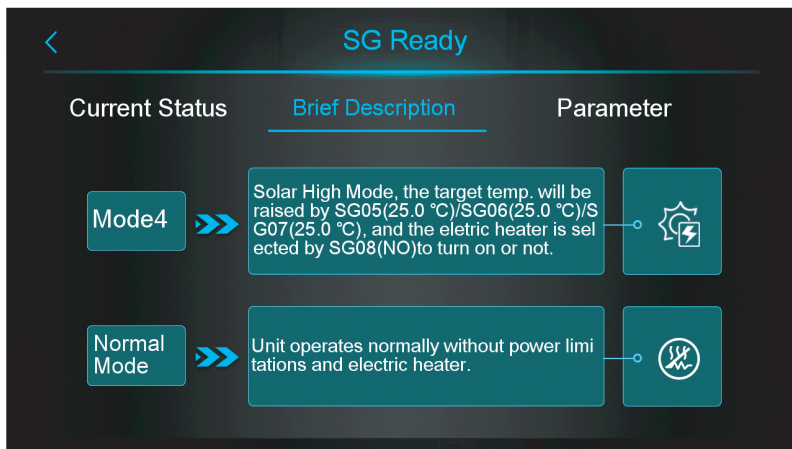 SG Ready
Current Status
Brief Description
Parameter
Mode4
Solar High Mode, the target temp. will be
raised by SG05(25.0 °C)/SG06(25.0 °C)/S
G07(25.0 °C), and the eletric heater is sel
ected by SG08(NO)to turn on or not.
Normal
Mode
Unit operates normally without power limi
tations and electric heater.